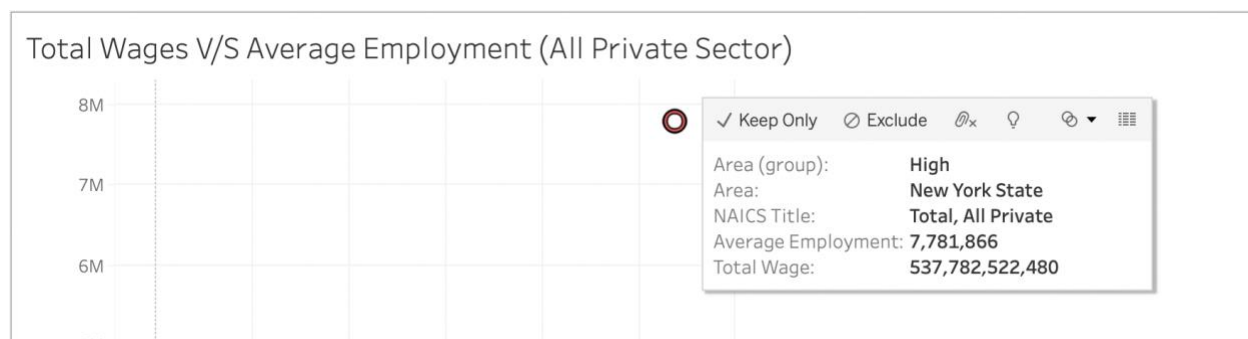 Total Wages V/S Average Employment (All Private Sector)
8M
7M
6M
Keep Only Exclude
Area (group): High
Area: New York State
NAICS Title: Total, All Private
Average Employment: 7,781,866
Total Wage: 537,782,522,480